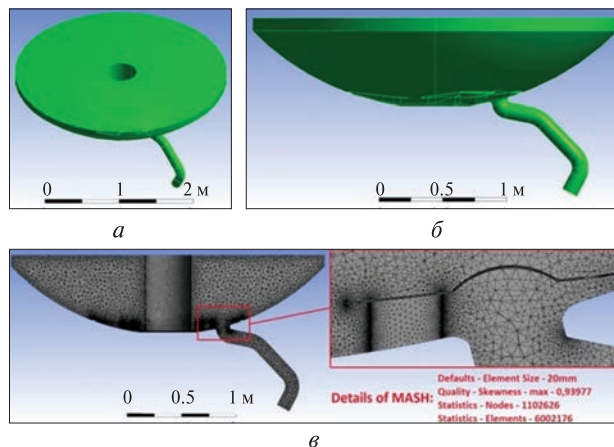 0 1 2 м
0 0.5 1 м
а
б
0 0.5 1 м
Details of MASH:
Defaults - Element Size - 20mm
Quality - Skewness - max - 0,93977
Statistics - Nodes - 1102626
Statistics - Elements - 6002176
в